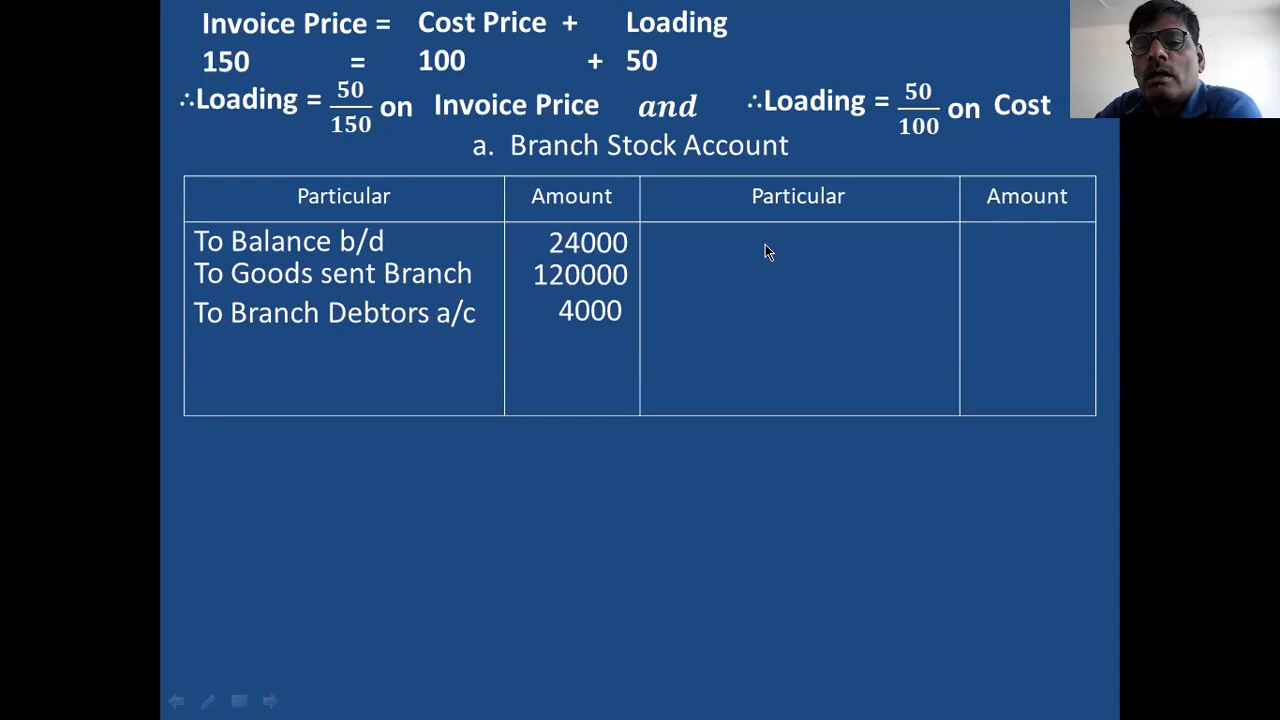 Invoice Price = Cost Price + Loading
150 = 100 + 50
∴Loading = 50/150 on Invoice Price and ∴Loading = 50/100 on Cost
a. Branch Stock Account
Particular Amount Particular Amount
To Balance b/d 24000
To Goods sent Branch 120000
To Branch Debtors a/c 4000